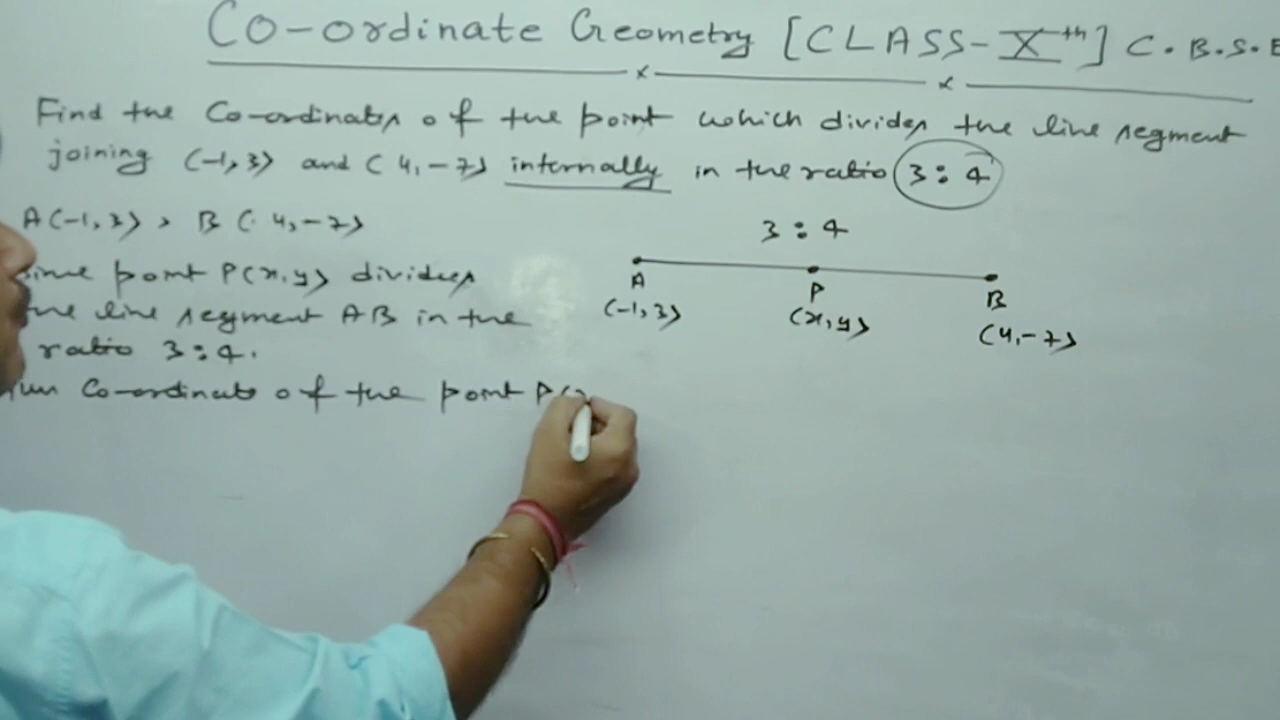 Co-ordinate Geometry [CLASS-Xth] C.B.S.E
Find the Co-ordinates of the point which divides the line segment
joining (-1,3) and (4,-7) internally in the ratio 3:4
A(-1,3), B(4,-7)
3:4
point P(x,y) divides
line segment AB in the
ratio 3:4.
Co-ordinate of the point P(
A
P
B
(-1,3)
(x,y)
(4,-7)